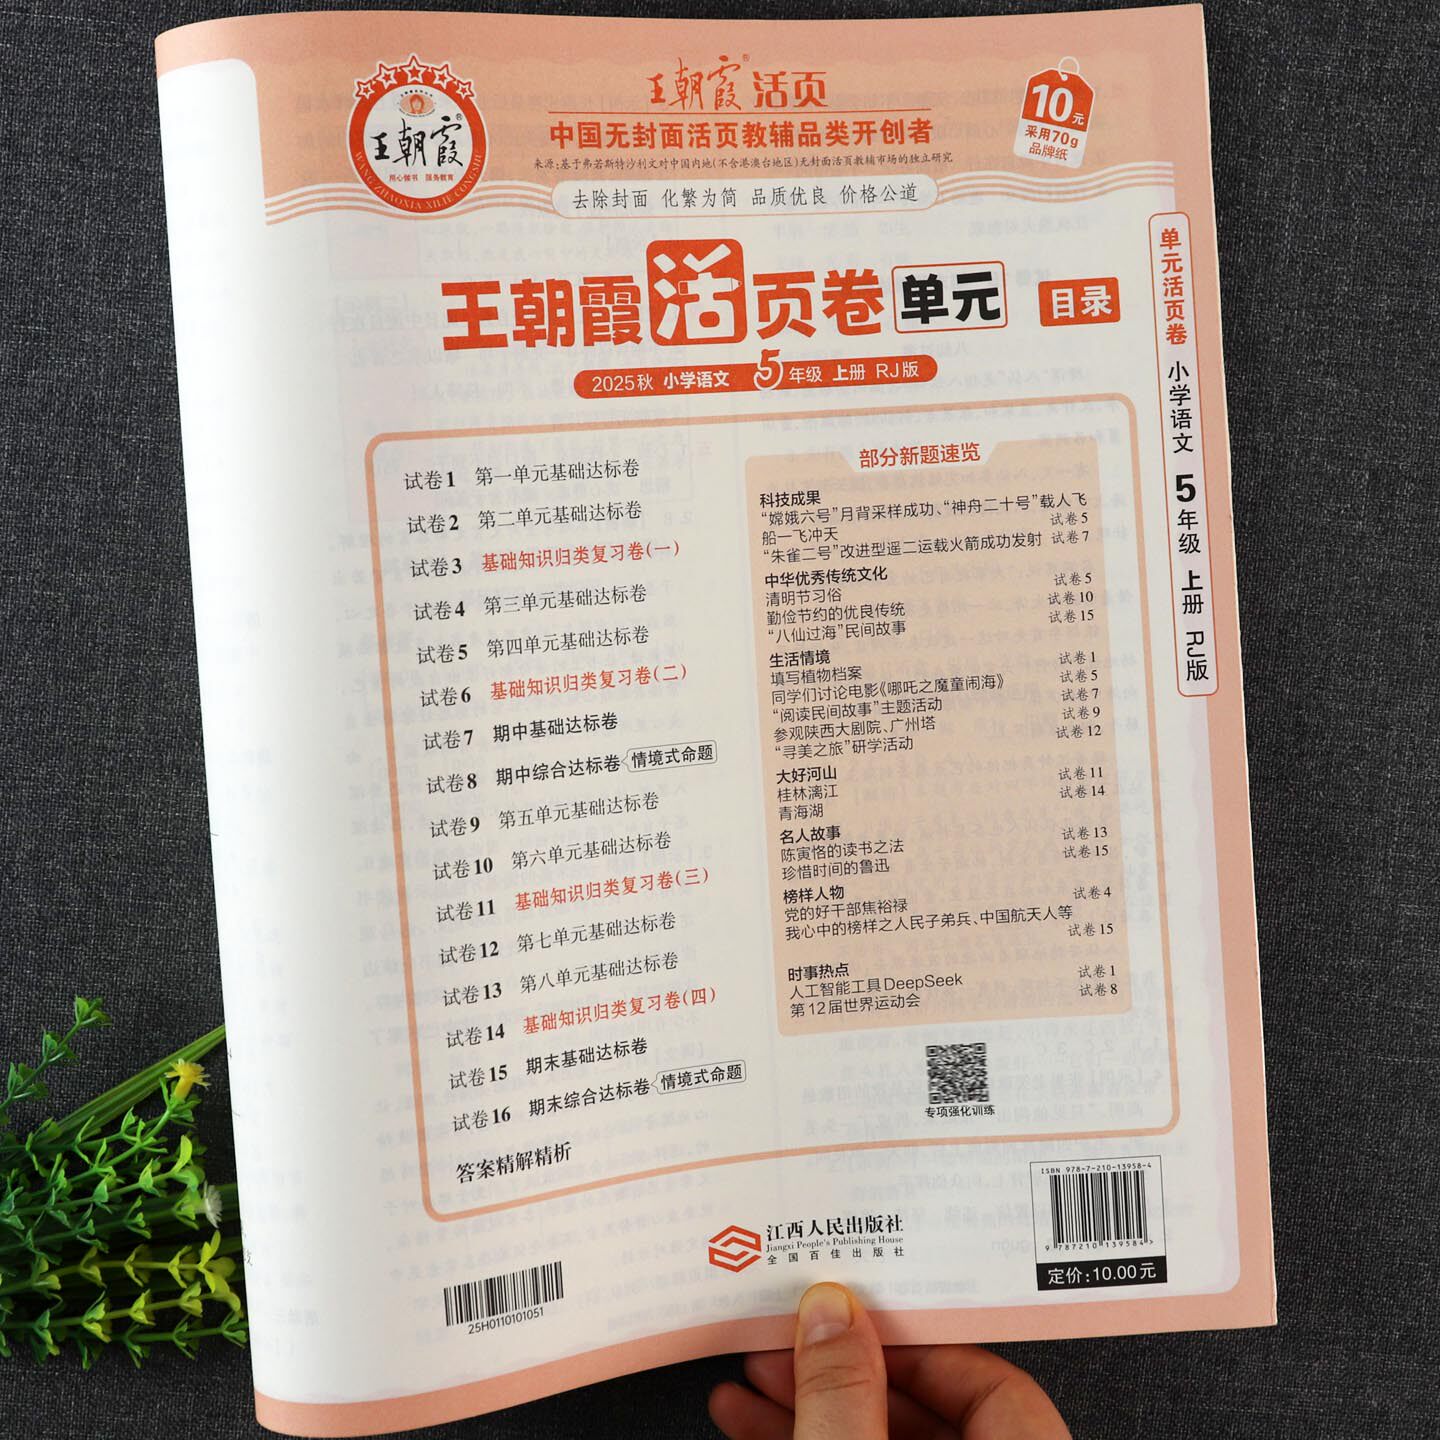 王朝霞®活页
中国无封面活页教辅品类开创者
来源:基于弗若斯特沙利文对中国内地(不含港澳台地区)无封面活页教辅市场的独立研究
去除封面 化繁为简 品质优良 价格公道
王朝霞®
用心做书 服务教育
WANG ZHAOXIA XILIE CONGSHU
10元
采用70g
品牌纸
王朝霞活页卷 单元 目录
2025秋 小学语文 5年级 上册 RJ版
单元活页卷 小学语文 5年级 上册 RJ版
试卷1 第一单元基础达标卷
试卷2 第二单元基础达标卷
试卷3 基础知识归类复习卷(一)
试卷4 第三单元基础达标卷
试卷5 第四单元基础达标卷
试卷6 基础知识归类复习卷(二)
试卷7 期中基础达标卷
试卷8 期中综合达标卷 情境式命题
试卷9 第五单元基础达标卷
试卷10 第六单元基础达标卷
试卷11 基础知识归类复习卷(三)
试卷12 第七单元基础达标卷
试卷13 第八单元基础达标卷
试卷14 基础知识归类复习卷(四)
试卷15 期末基础达标卷
试卷16 期末综合达标卷 情境式命题
答案精解精析
部分新题速览
科技成果
“嫦娥六号”月背采样成功、“神舟二十号”载人飞
船一飞冲天 试卷5
“朱雀二号”改进型遥二运载火箭成功发射 试卷7
中华优秀传统文化
清明节习俗 试卷5
勤俭节约的优良传统 试卷10
“八仙过海”民间故事 试卷15
生活情境
填写植物档案 试卷1
同学们讨论电影《哪吒之魔童闹海》 试卷5
“阅读民间故事”主题活动 试卷7
参观陕西大剧院、广州塔 试卷9
“寻美之旅”研学活动 试卷12
大好河山
桂林漓江 试卷11
青海湖 试卷14
名人故事
陈寅恪的读书之法 试卷13
珍惜时间的鲁迅 试卷15
榜样人物
党的好干部焦裕禄 试卷4
我心中的榜样之人民子弟兵、中国航天人等
试卷15
时事热点
人工智能工具DeepSeek 试卷1
第12届世界运动会 试卷8
专项强化训练
江西人民出版社
Jiangxi People's Publishing House
全国百佳出版社
25H0110101051
ISBN 978-7-210-13958-4
9 787210 139584>
定价:10.00元